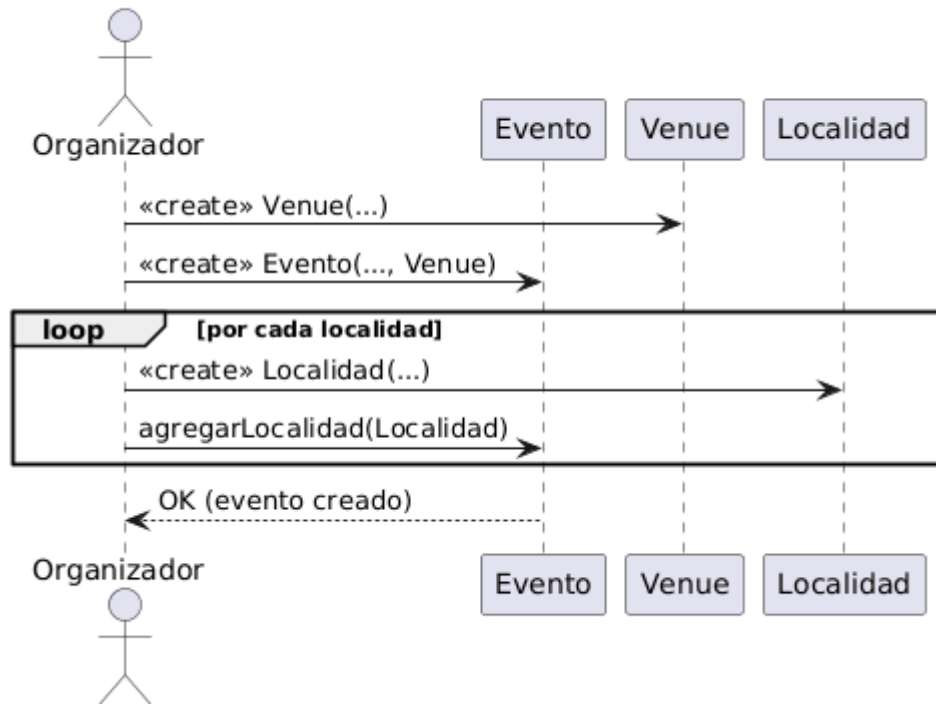 Organizador
Evento
Venue
Localidad
«create» Venue(...)
«create» Evento(..., Venue)
loop
[por cada localidad]
«create» Localidad(...)
agregarLocalidad(Localidad)
OK (evento creado)
Organizador
Evento
Venue
Localidad